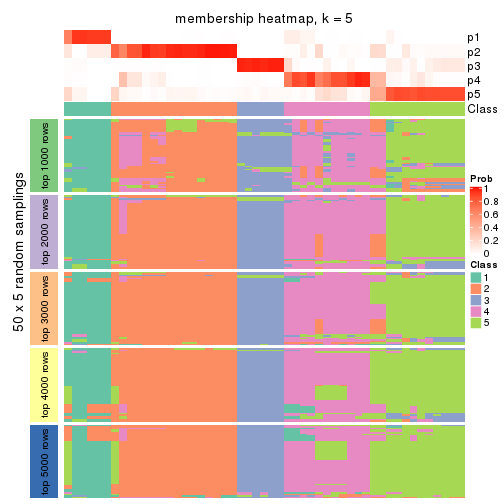 membership heatmap, k = 5
p1
p2
p3
p4
p5
Class
50 x 5 random samplings
top 1000 rows
top 2000 rows
top 3000 rows
top 4000 rows
top 5000 rows
Prob
1
0.8
0.6
0.4
0.2
0
Class
1
2
3
4
5